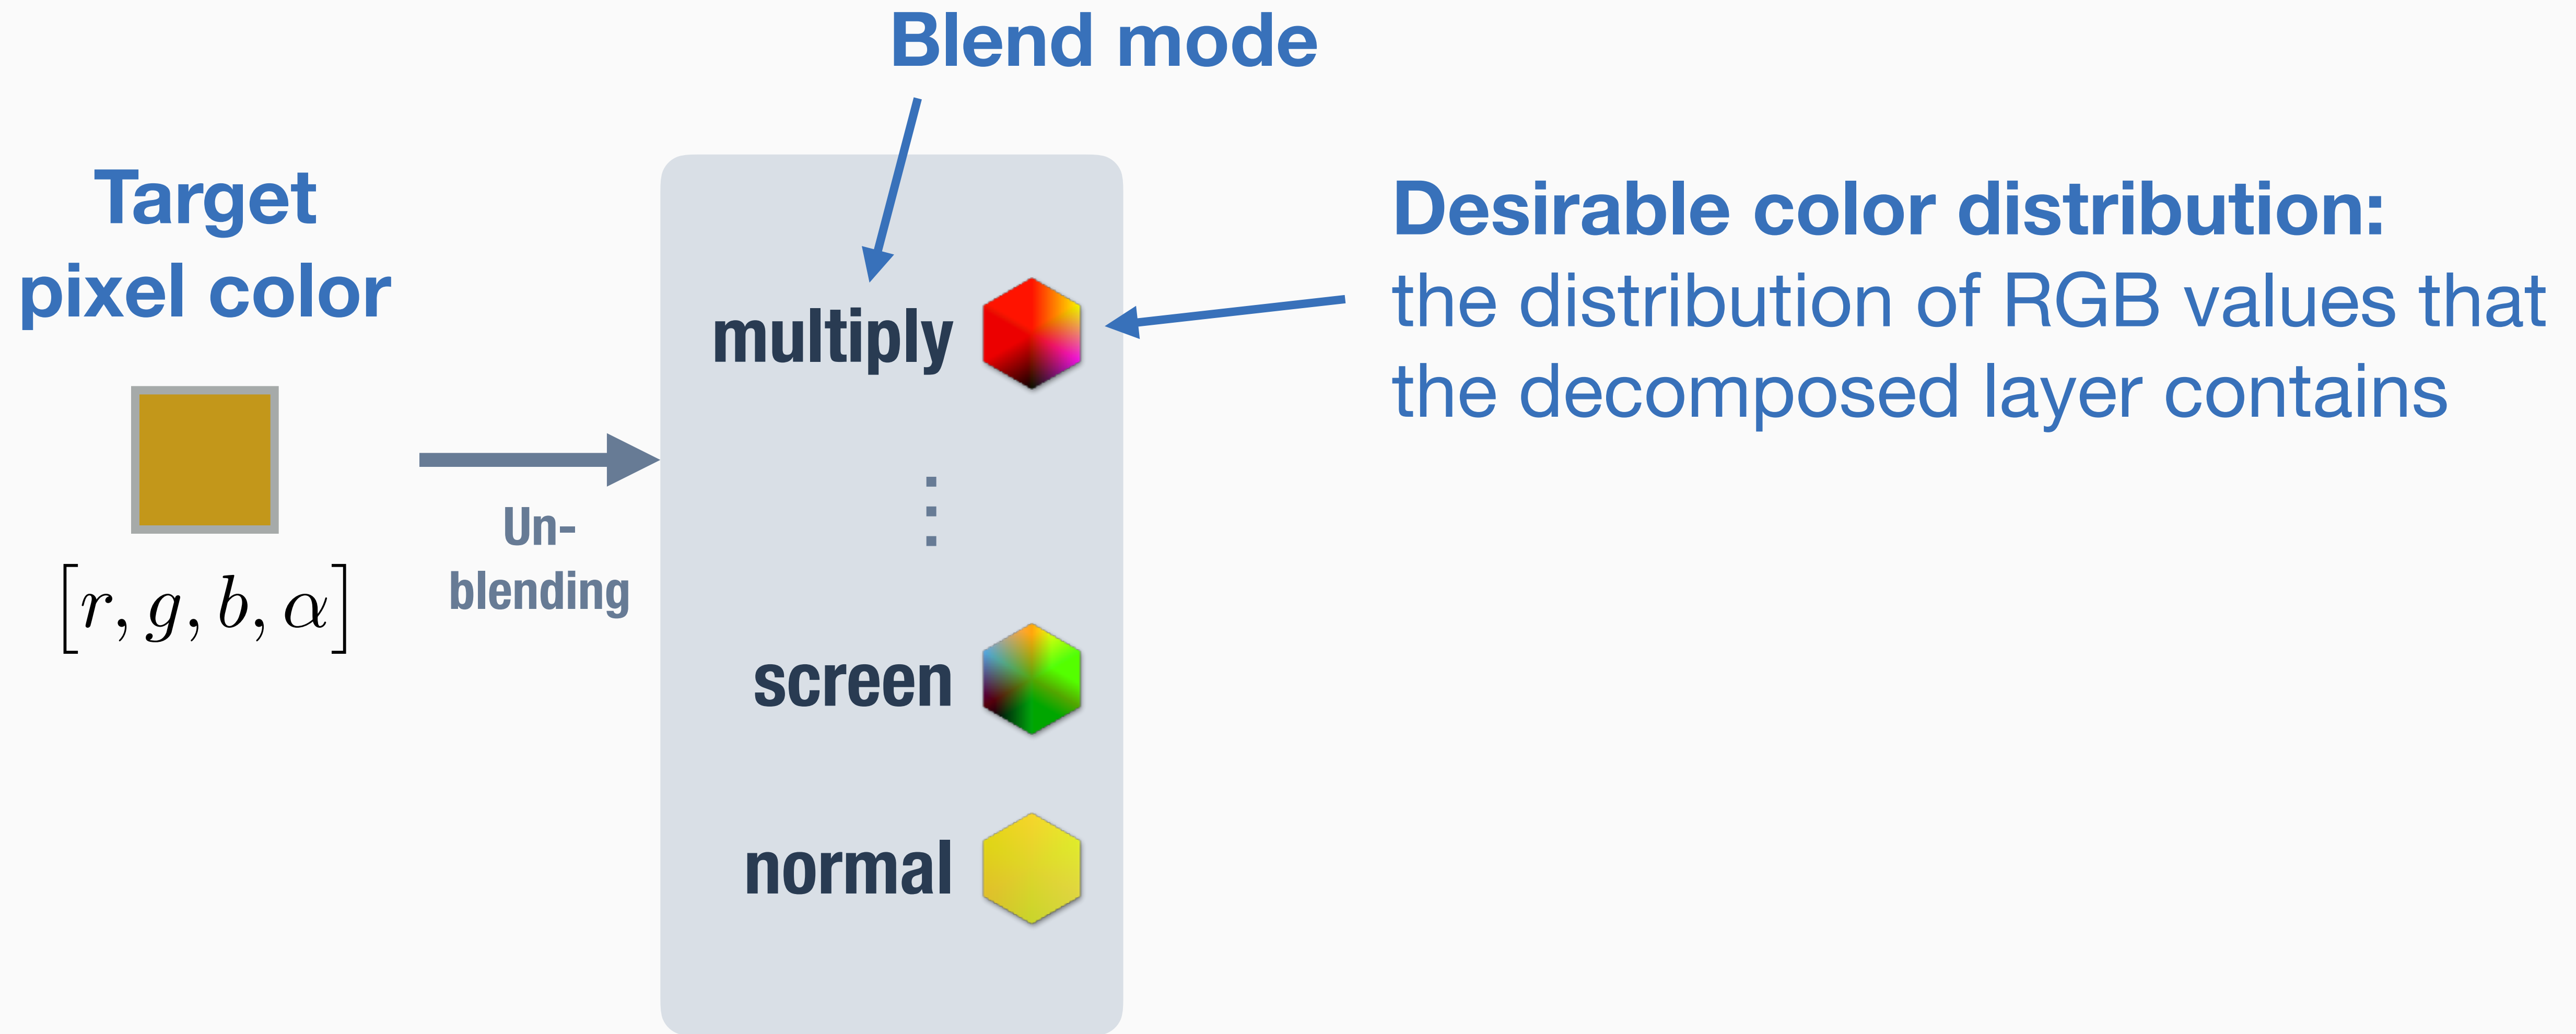 Blend mode
Target
pixel color
[r, g, b, α]
Un-
blending
multiply
⋮
screen
normal
Desirable color distribution:
the distribution of RGB values that
the decomposed layer contains